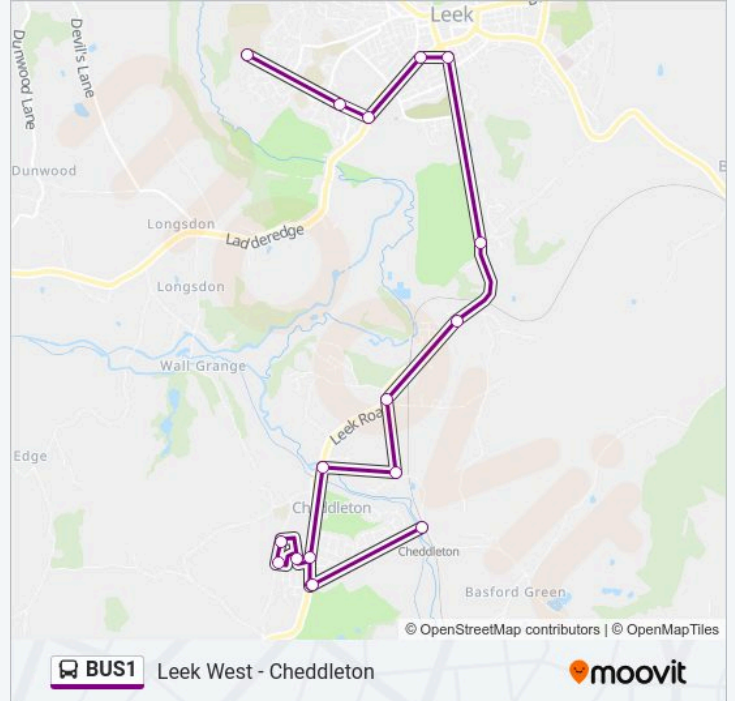 Leek
Devil's Lane
Dunwood Lane
Dunwood
Longsdon
Ladderedge
Longsdon
Wall Grange
Leek Roa
Edge
Cheddleton
Cheddleton
Basford Green
© OpenStreetMap contributors | © OpenMapTiles
BUS1 Leek West - Cheddleton
moovit